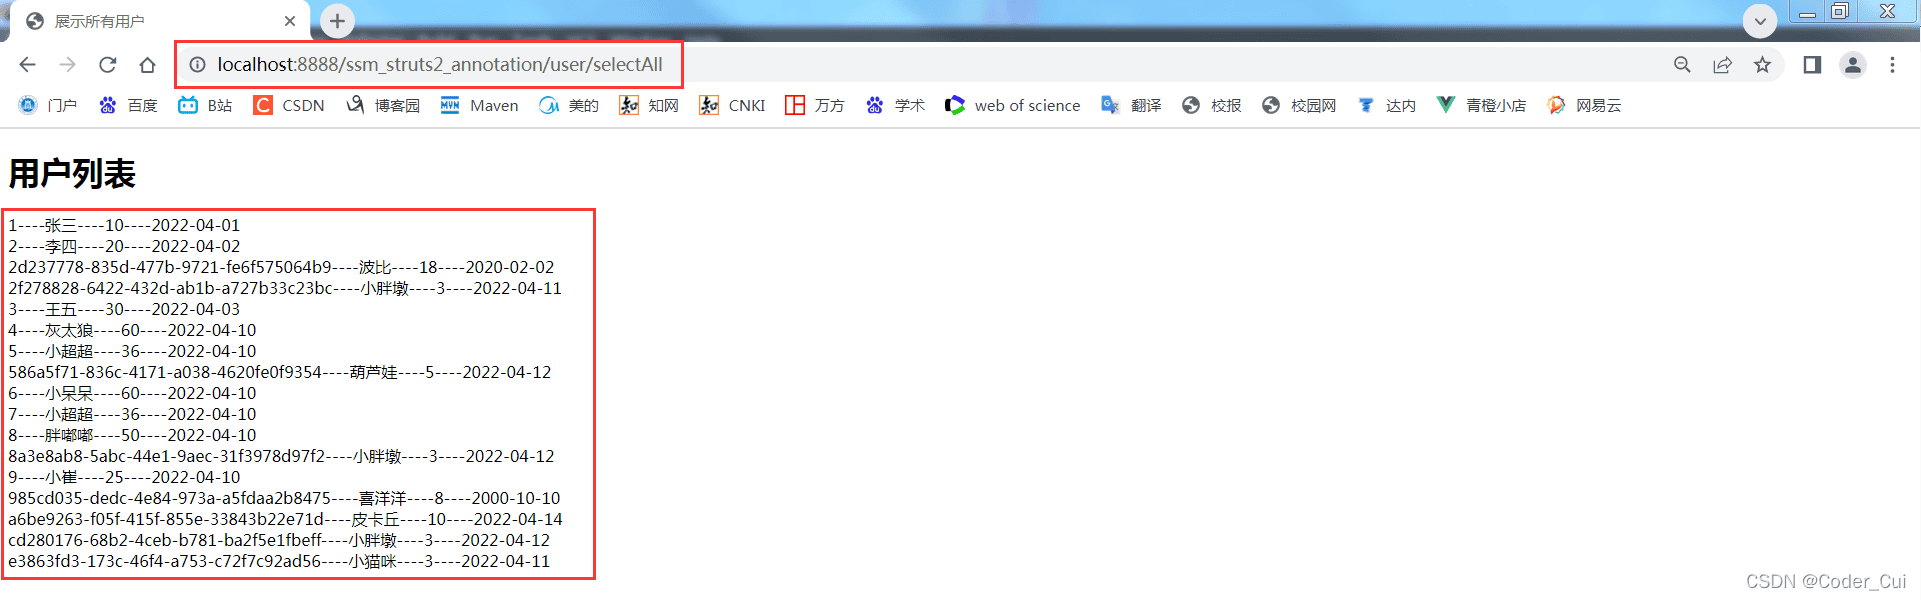 展示所有用户
localhost:8888/ssm_struts2_annotation/user/selectAll
门户 百度 B站 CSDN 博客园 Maven 美的 知网 CNKI 万方 学术 web of science 翻译 校报 校园网 达内 青橙小店 网易云
用户列表
1----张三----10----2022-04-01
2----李四----20----2022-04-02
2d237778-835d-477b-9721-fe6f575064b9----波比----18----2020-02-02
2f278828-6422-432d-ab1b-a727b33c23bc----小胖墩----3----2022-04-11
3----王五----30----2022-04-03
4----灰太狼----60----2022-04-10
5----小超超----36----2022-04-10
586a5f71-836c-4171-a038-4620fe0f9354----葫芦娃----5----2022-04-12
6----小呆呆----60----2022-04-10
7----小超超----36----2022-04-10
8----胖嘟嘟----50----2022-04-10
8a3e8ab8-5abc-44e1-9aec-31f3978d97f2----小胖墩----3----2022-04-12
9----小崔----25----2022-04-10
985cd035-dedc-4e84-973a-a5fdaa2b8475----喜洋洋----8----2000-10-10
a6be9263-f05f-415f-855e-33843b22e71d----皮卡丘----10----2022-04-14
cd280176-68b2-4ceb-b781-ba2f5e1fbeff----小胖墩----3----2022-04-12
e3863fd3-173c-46f4-a753-c72f7c92ad56----小猫咪----3----2022-04-11
CSDN @Coder_Cui